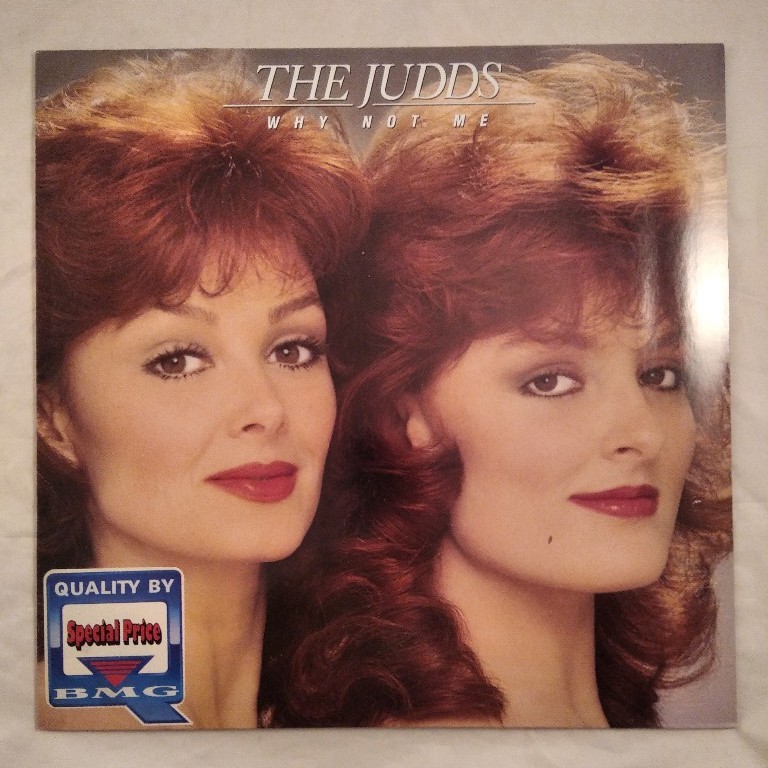 THE JUDDS
WHY NOT ME
QUALITY BY
Special Price
BMG